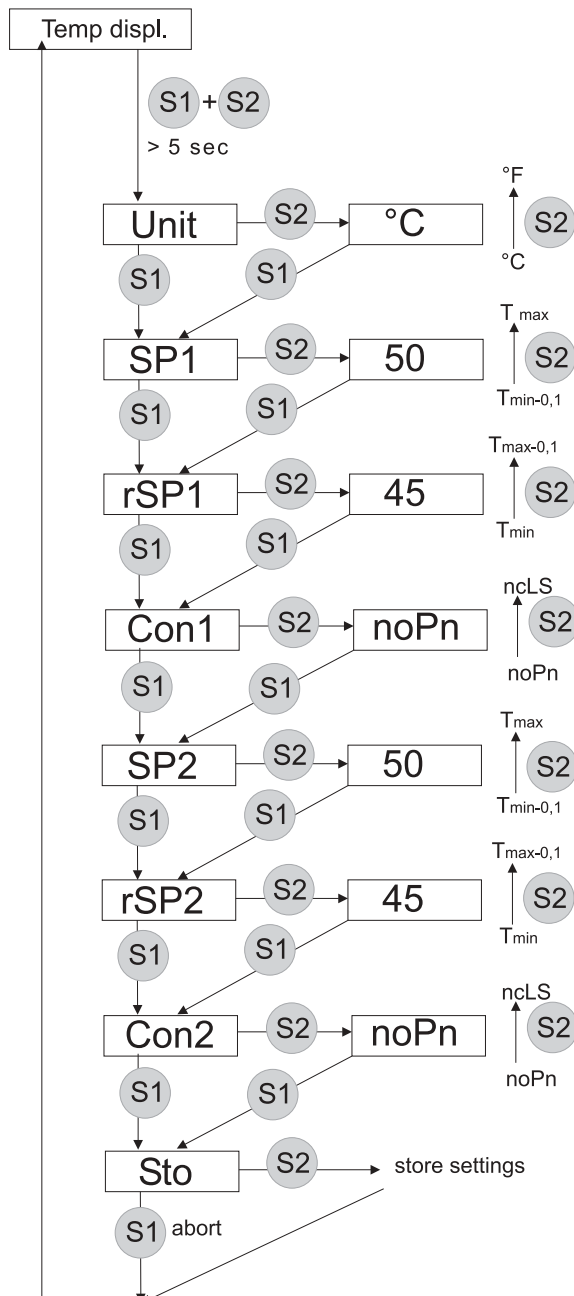 Temp displ.
S1 + S2
> 5 sec
Unit S2 °C °F S2 °C
S1 S1
SP1 S2 50 T max S2 Tmin-0,1
S1 S1
rSP1 S2 45 Tmax-0,1 S2 Tmin
S1 S1
Con1 S2 noPn ncLS S2 noPn
S1 S1
SP2 S2 50 Tmax S2 Tmin-0,1
S1 S1
rSP2 S2 45 Tmax-0,1 S2 Tmin
S1 S1
Con2 S2 noPn ncLS S2 noPn
S1 S1
Sto S2 store settings
S1 abort